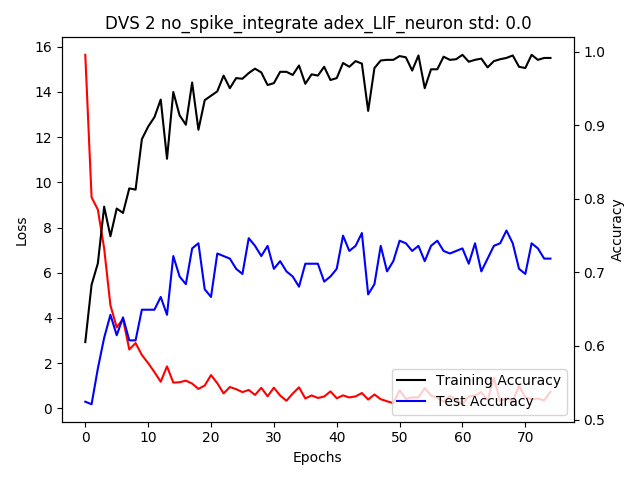 DVS 2 no_spike_integrate adex_LIF_neuron std: 0.0
16
14
12
10
8
6
4
2
0
Loss
1.0
0.9
0.8
0.7
0.6
0.5
Accuracy
Training Accuracy
Test Accuracy
0 10 20 30 40 50 60 70
Epochs